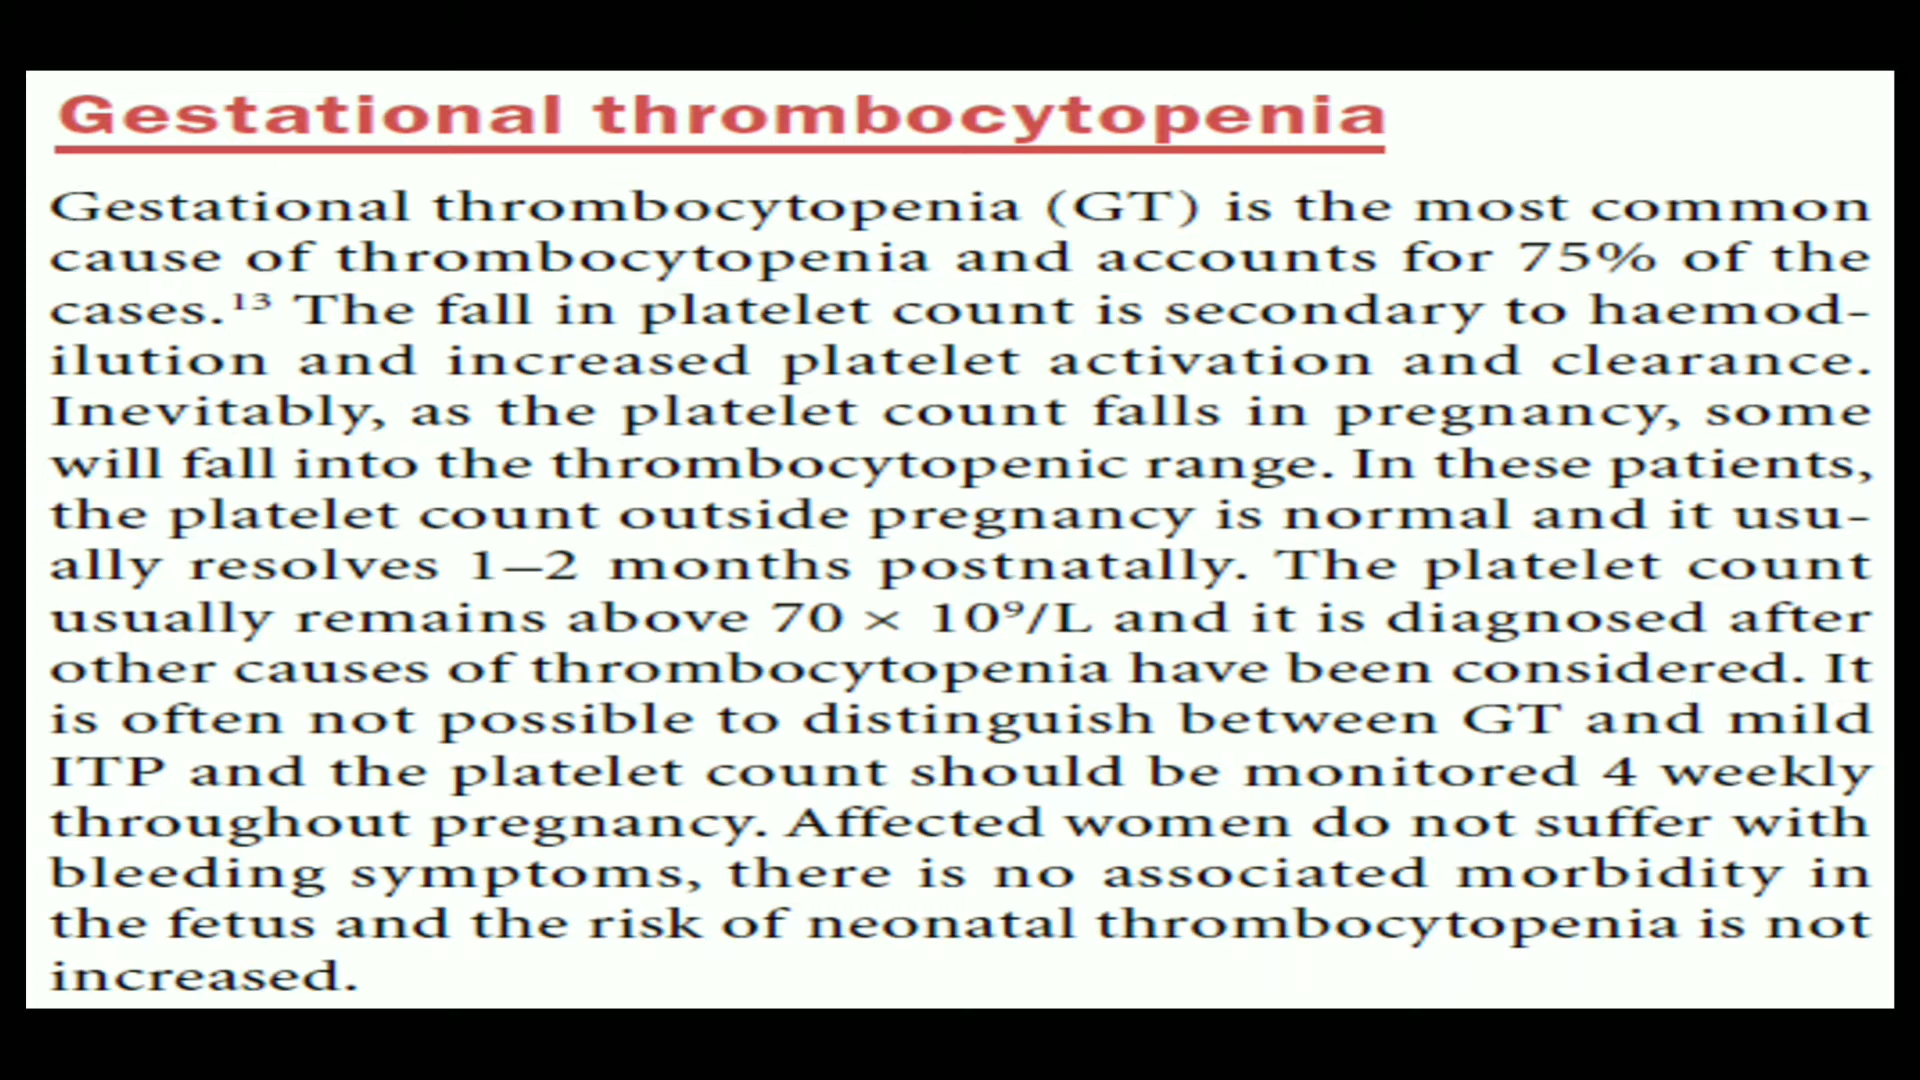 Gestational thrombocytopenia
Gestational thrombocytopenia (GT) is the most common
cause of thrombocytopenia and accounts for 75% of the
cases.¹³ The fall in platelet count is secondary to haemod-
ilution and increased platelet activation and clearance.
Inevitably, as the platelet count falls in pregnancy, some
will fall into the thrombocytopenic range. In these patients,
the platelet count outside pregnancy is normal and it usu-
ally resolves 1–2 months postnatally. The platelet count
usually remains above 70 × 10⁹/L and it is diagnosed after
other causes of thrombocytopenia have been considered. It
is often not possible to distinguish between GT and mild
ITP and the platelet count should be monitored 4 weekly
throughout pregnancy. Affected women do not suffer with
bleeding symptoms, there is no associated morbidity in
the fetus and the risk of neonatal thrombocytopenia is not
increased.